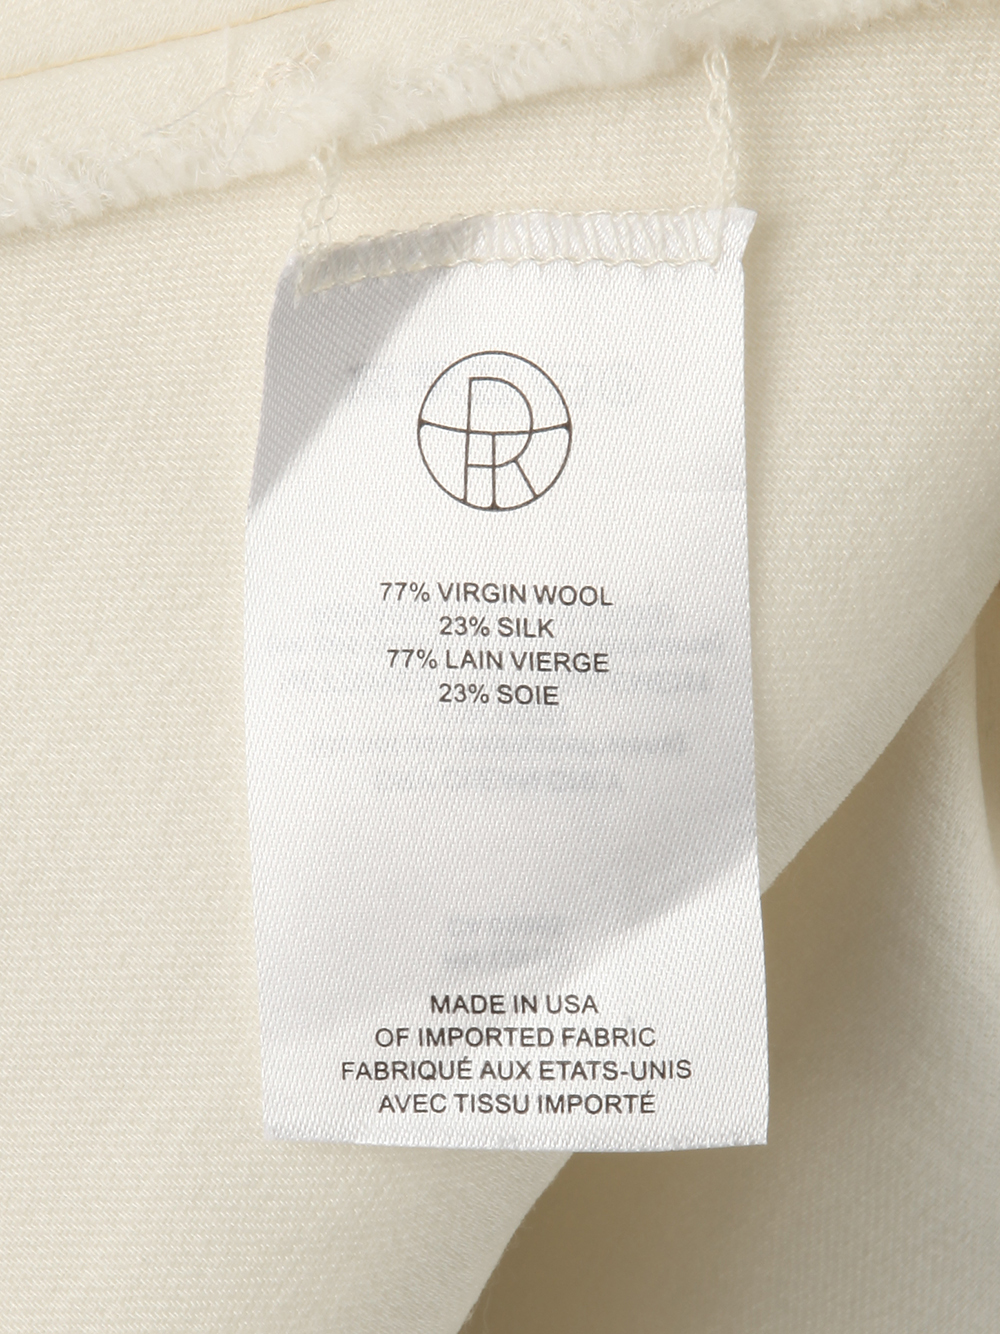 77% VIRGIN WOOL
23% SILK
77% LAIN VIERGE
23% SOIE
MADE IN USA
OF IMPORTED FABRIC
FABRIQUÉ AUX ETATS-UNIS
AVEC TISSU IMPORTÉ